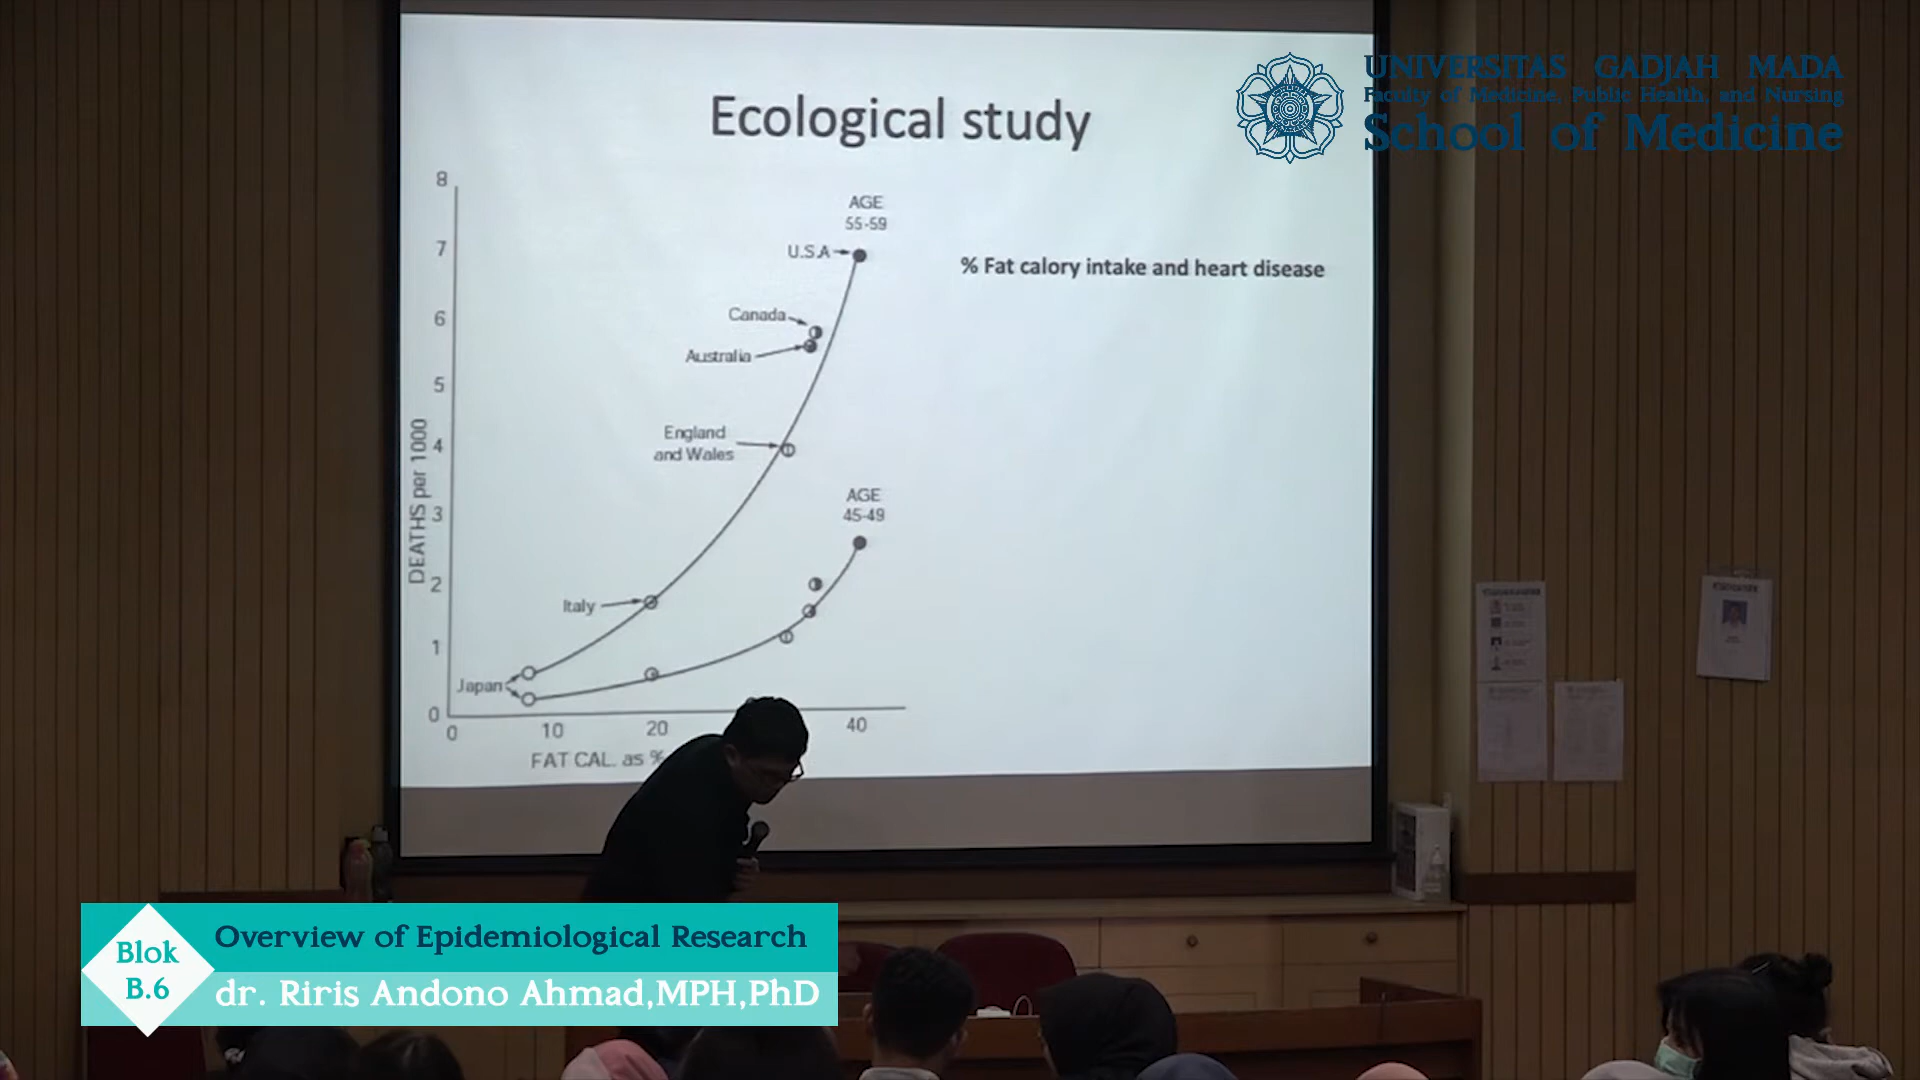 Ecological study
UNIVERSITAS GADJAH MADA
Faculty of Medicine, Public Health, and Nursing
School of Medicine
% Fat calory intake and heart disease
8
7
6
5
4
3
2
1
0
DEATHS per 1000
AGE
55-59
U.S.A
Canada
Australia
England
and Wales
AGE
45-49
Italy
Japan
0
10
20
40
FAT CAL. as %
Blok
B.6
Overview of Epidemiological Research
dr. Riris Andono Ahmad,MPH,PhD